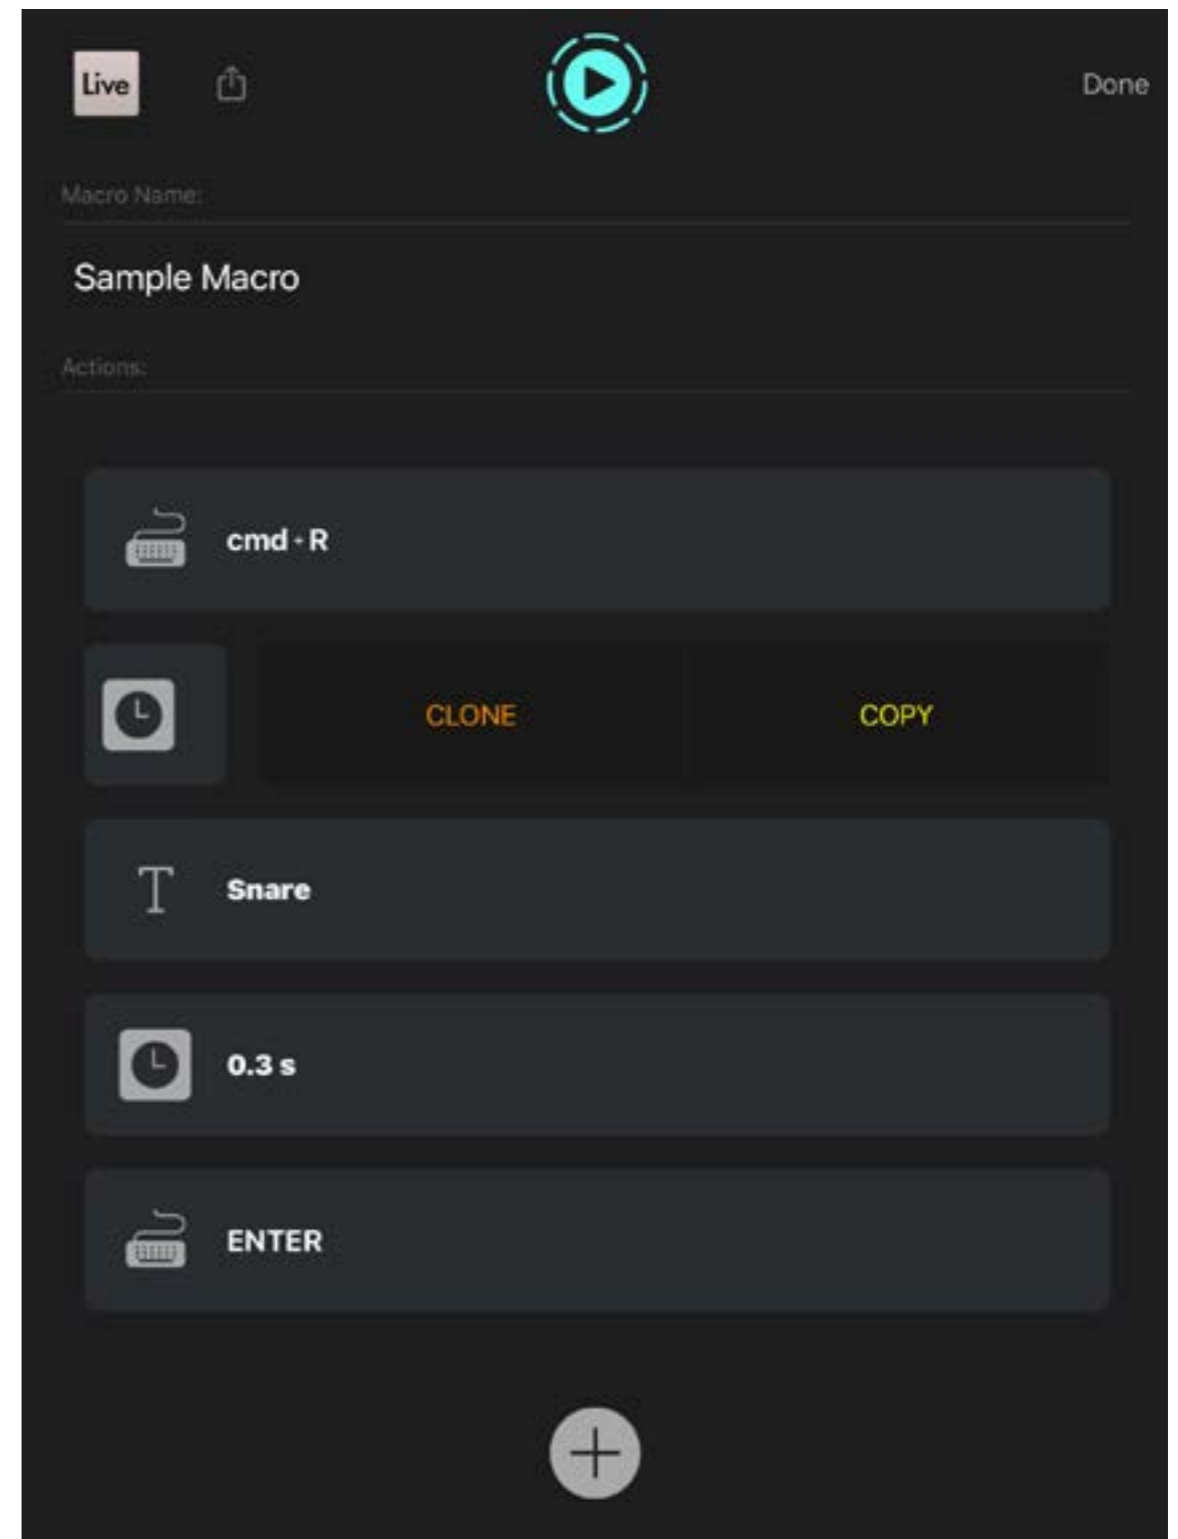 Live
Done
Macro Name:
Sample Macro
Actions:
cmd + R
CLONE COPY
T Snare
0.3 s
ENTER